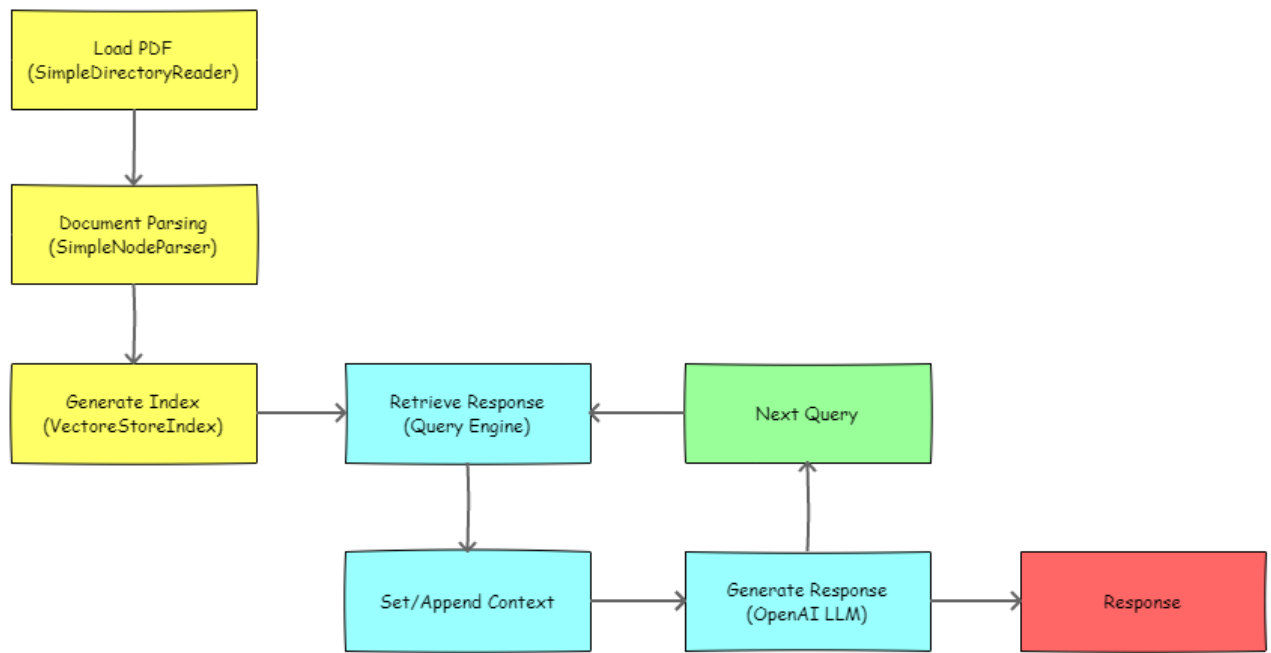 Load PDF
(SimpleDirectoryReader)
Document Parsing
(SimpleNodeParser)
Generate Index
(VectoreStoreIndex)
Retrieve Response
(Query Engine)
Next Query
Set/Append Context
Generate Response
(OpenAI LLM)
Response